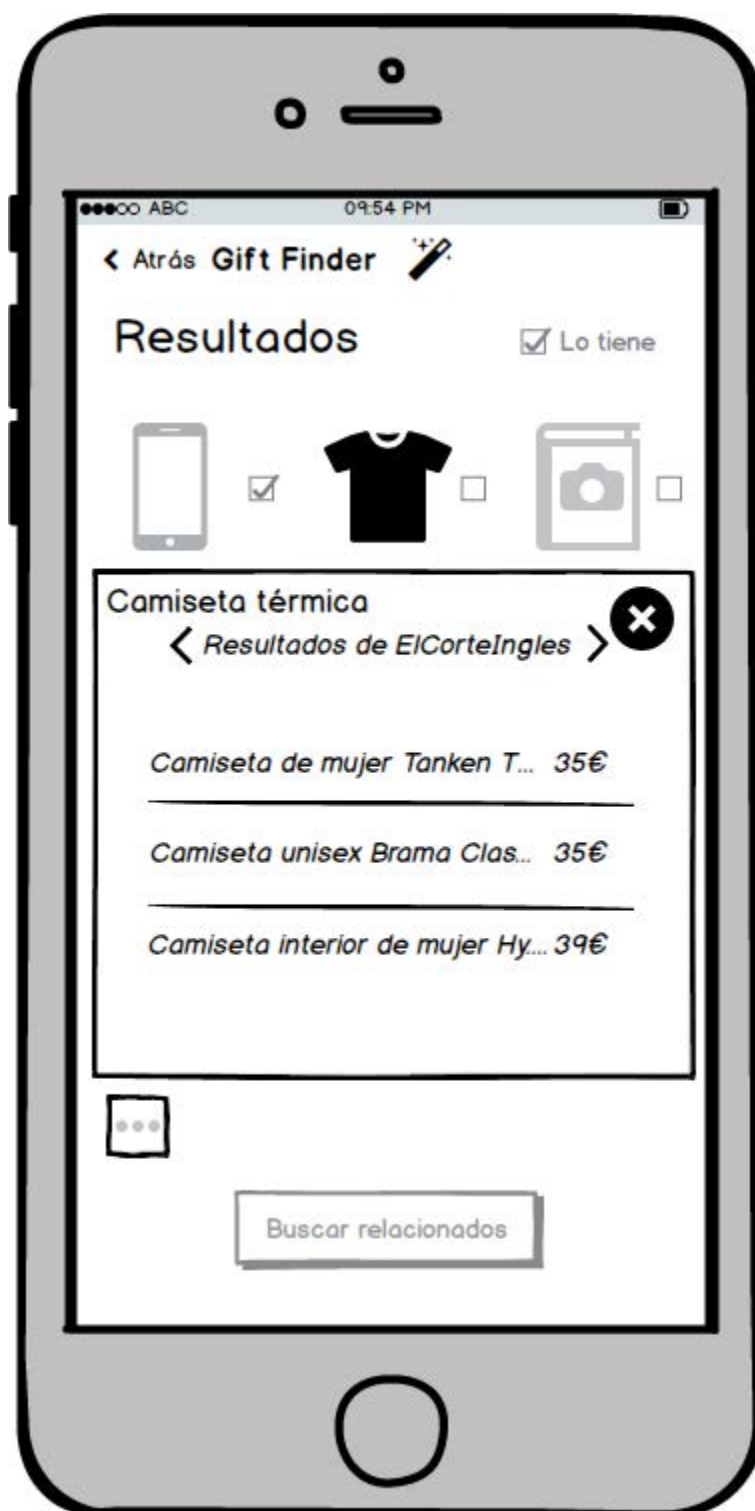 ABC 09:54 PM
Atrás Gift Finder
Resultados Lo tiene
Camiseta térmica
Resultados de ElCorteIngles
Camiseta de mujer Tanken T... 35€
Camiseta unisex Brama Clas... 35€
Camiseta interior de mujer Hy.... 39€
Buscar relacionados